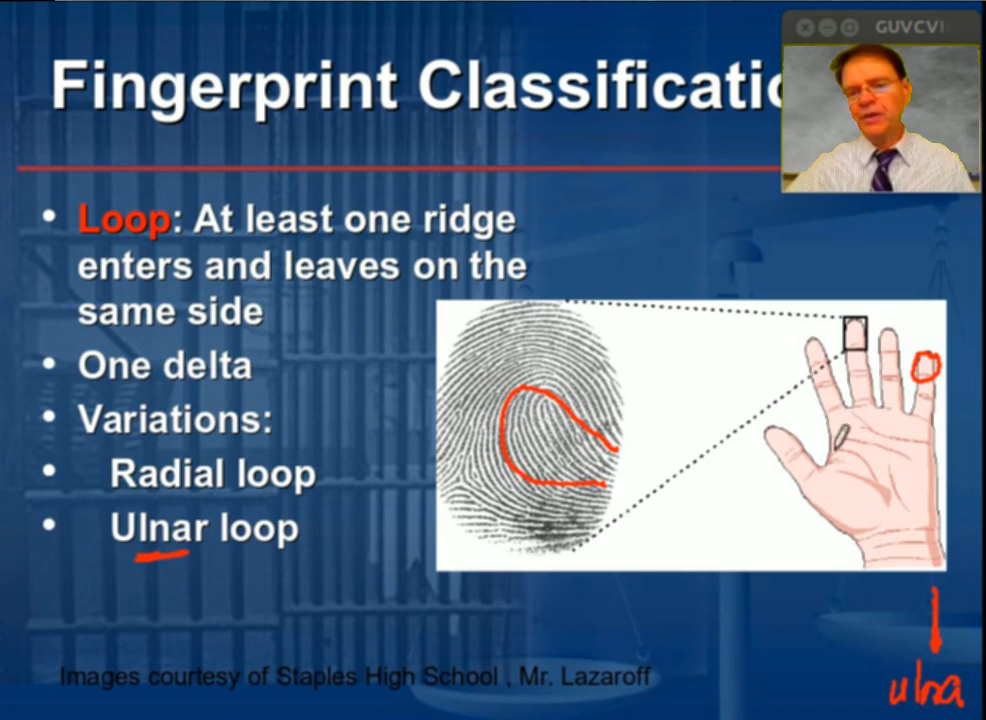 GUVCVI
Fingerprint Classificatio
• Loop: At least one ridge
enters and leaves on the
same side
• One delta
• Variations:
• Radial loop
• Ulnar loop
Images courtesy of Staples High School , Mr. Lazaroff
ulna